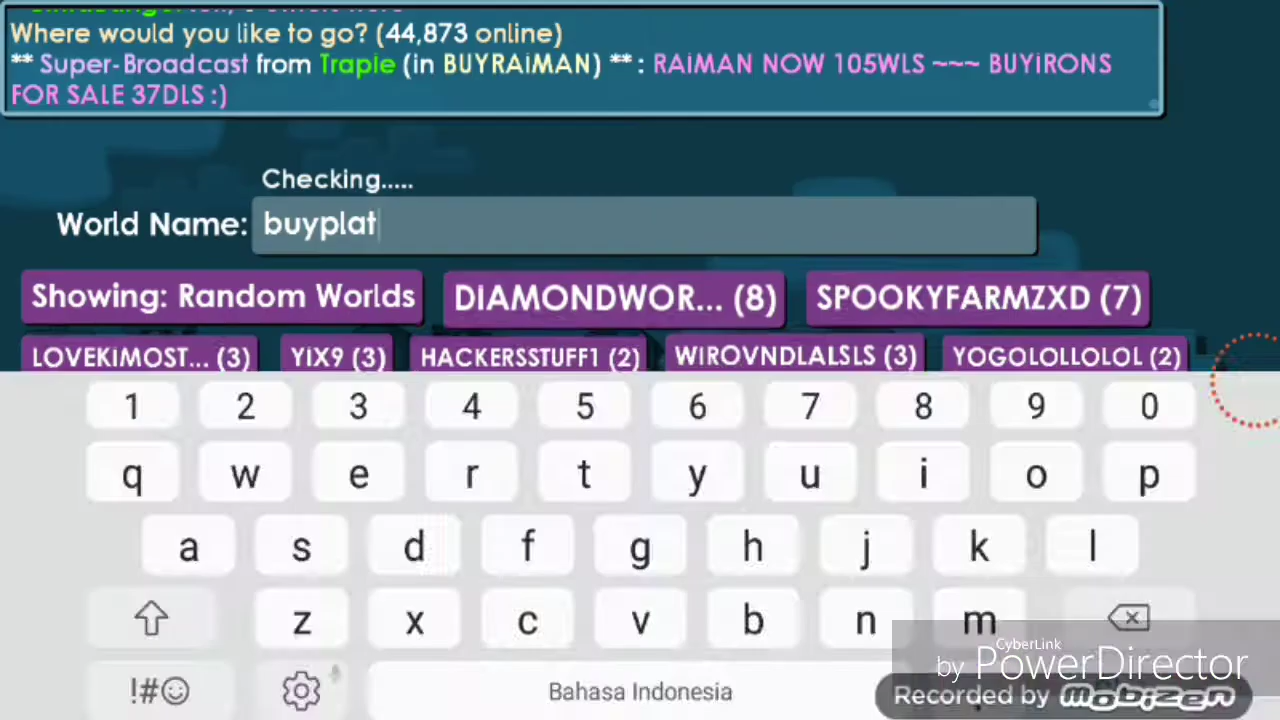 Where would you like to go? (44,873 online)
** Super-Broadcast from Trapie (in BUYRAiMAN) ** : RAiMAN NOW 105WLS ~~~ BUYiRONS
FOR SALE 37DLS :)
Checking.....
World Name: buyplat
Showing: Random Worlds DiAMONDWOR... (8) SPOOKYFARMZXD (7)
LOVEKiMOST... (3) YiX9 (3) HACKERSSTUFF1 (2) WiROVNDLALSLS (3) YOGOLOLLOLOL (2)
1 2 3 4 5 6 7 8 9 0
q w e r t y u i o p
a s d f g h j k l
z x c v b n m
!#☺ Bahasa Indonesia
CyberLink
by PowerDirector
Recorded by mobizen